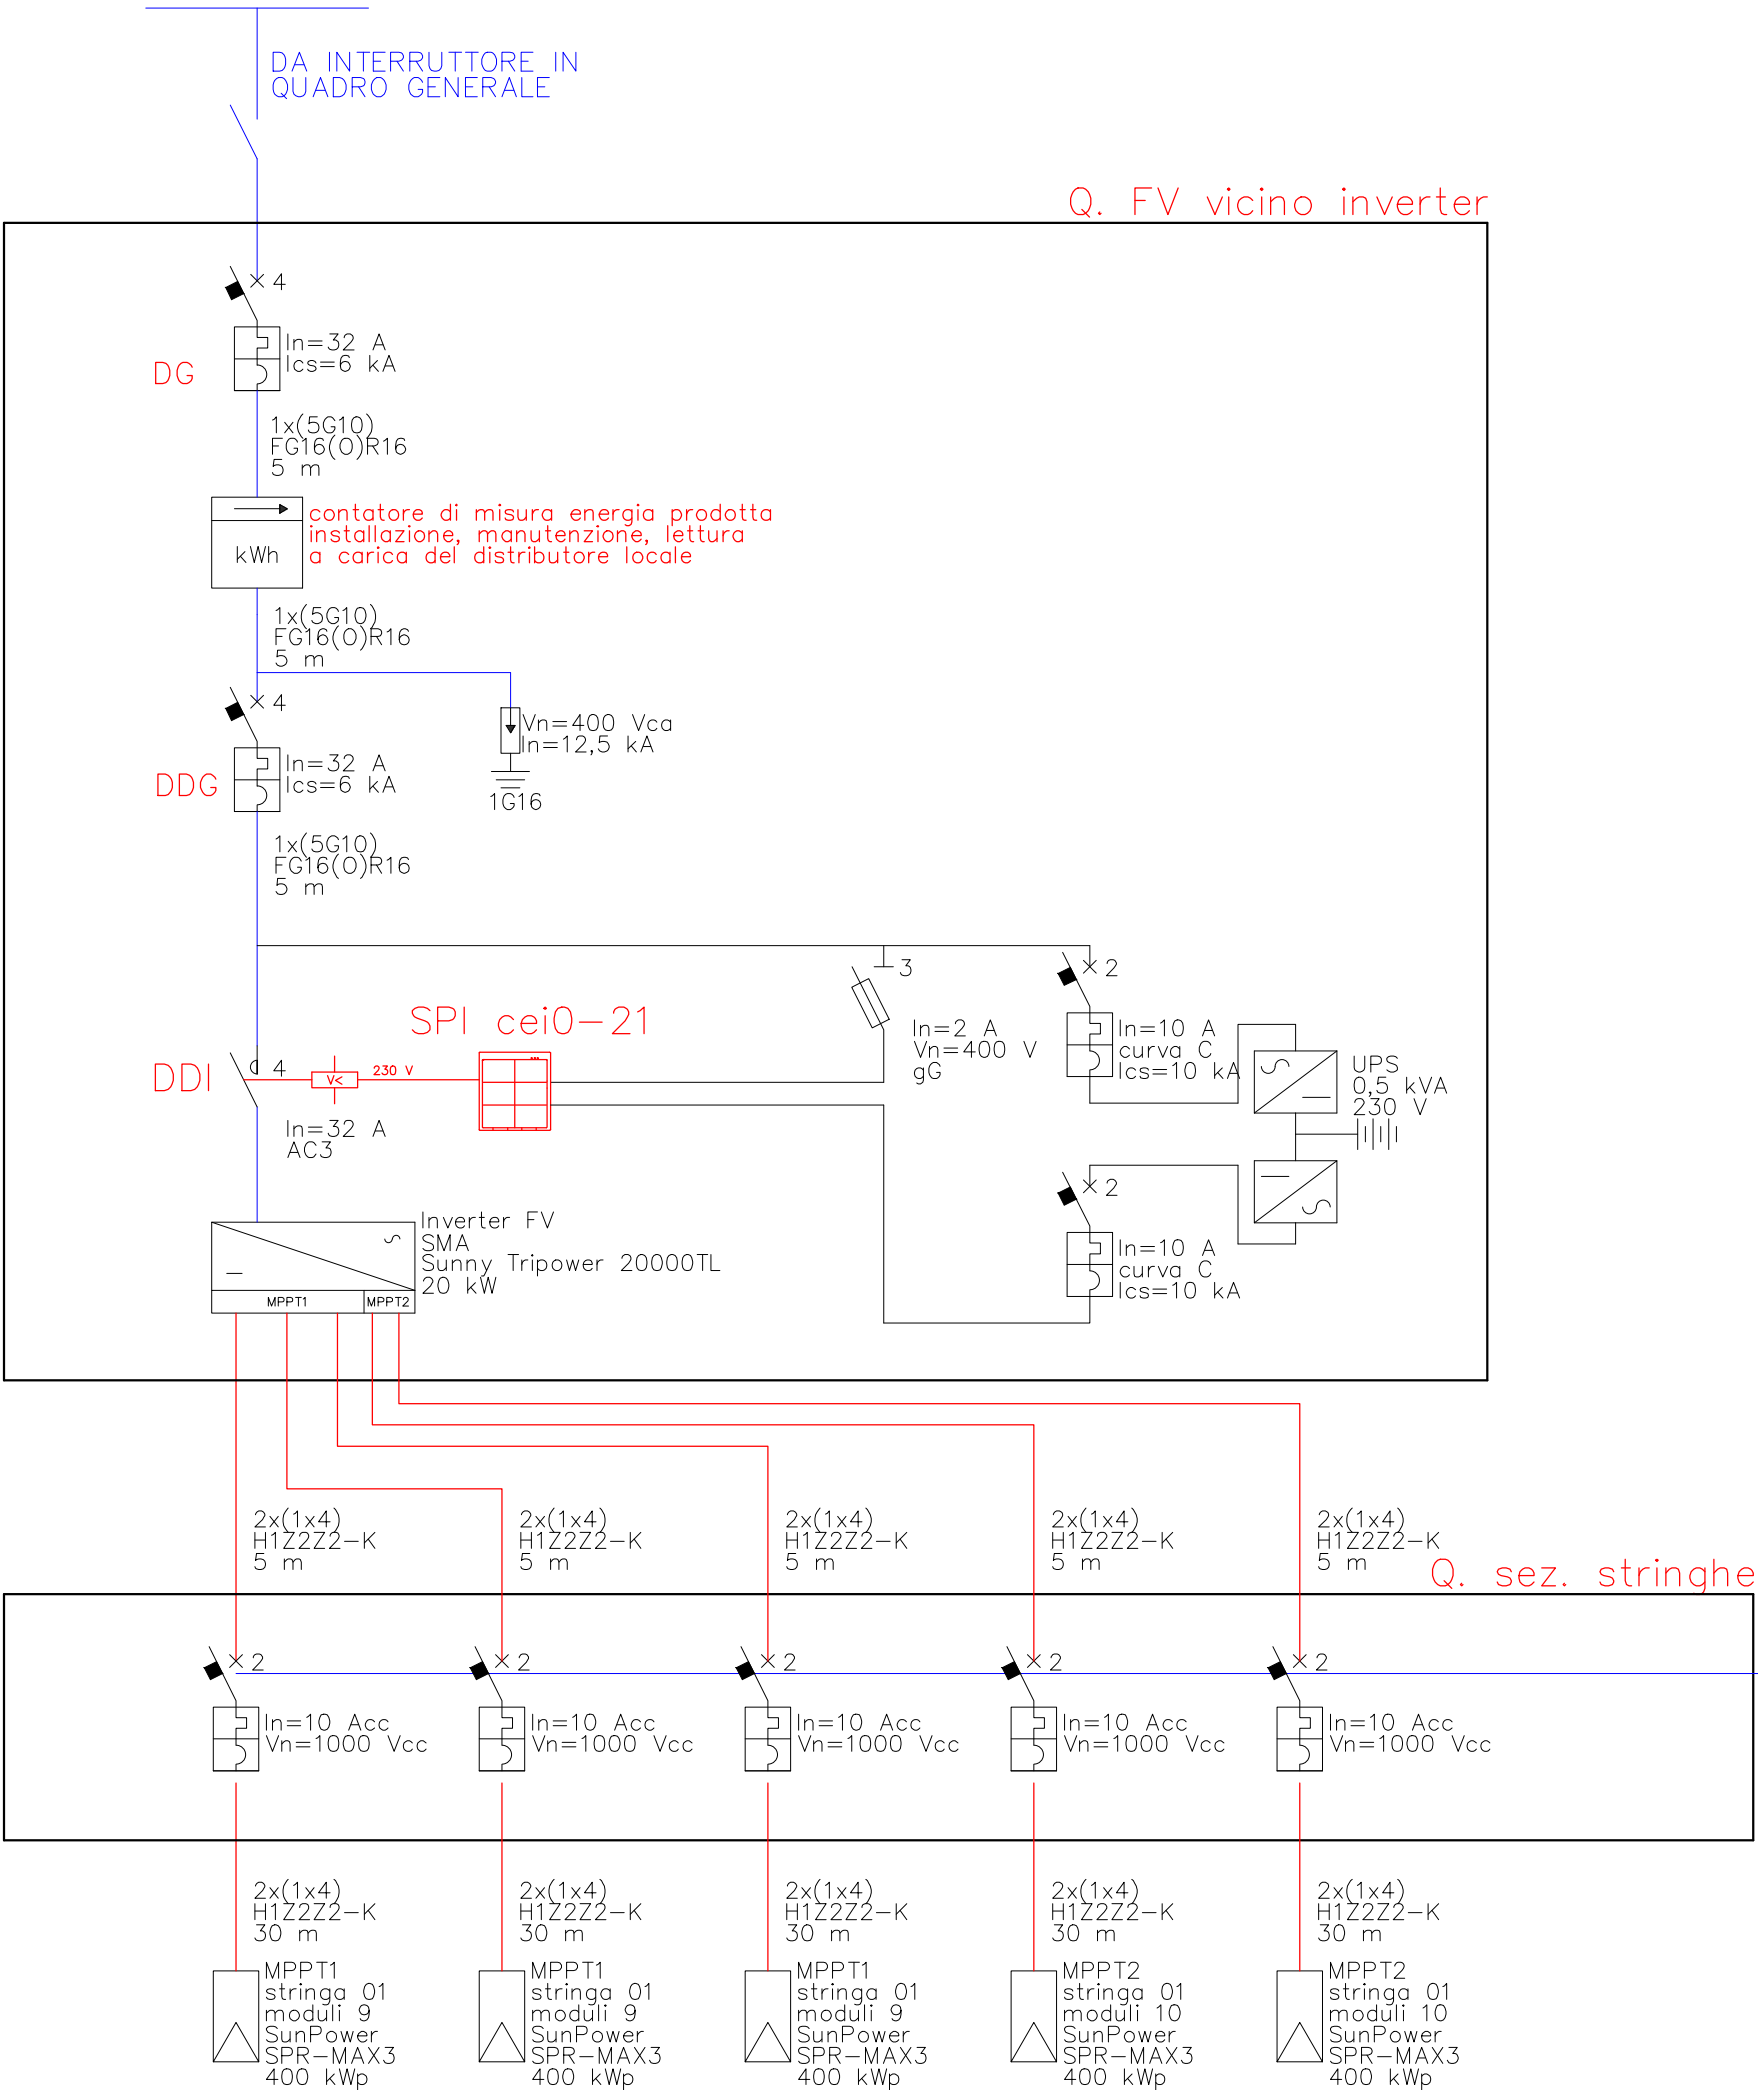 DA INTERRUTTORE IN
QUADRO GENERALE
Q. FV vicino inverter
4
In=32 A
Ics=6 kA
DG
1x(5G10)
FG16(O)R16
5 m
contatore di misura energia prodotta
installazione, manutenzione, lettura
a carica del distributore locale
kWh
1x(5G10)
FG16(O)R16
5 m
4
Vn=400 Vca
In=12,5 kA
1G16
In=32 A
Ics=6 kA
DDG
1x(5G10)
FG16(O)R16
5 m
3
2
SPI cei0-21
In=2 A
Vn=400 V
gG
In=10 A
curva C
Ics=10 kA
UPS
0,5 kVA
230 V
DDI
4
V<
230 V
In=32 A
AC3
2
In=10 A
curva C
Ics=10 kA
Inverter FV
SMA
Sunny Tripower 20000TL
20 kW
MPPT1
MPPT2
2x(1x4)
H1Z2Z2-K
5 m
2x(1x4)
H1Z2Z2-K
5 m
2x(1x4)
H1Z2Z2-K
5 m
2x(1x4)
H1Z2Z2-K
5 m
2x(1x4)
H1Z2Z2-K
5 m
Q. sez. stringhe
2
In=10 Acc
Vn=1000 Vcc
2
In=10 Acc
Vn=1000 Vcc
2
In=10 Acc
Vn=1000 Vcc
2
In=10 Acc
Vn=1000 Vcc
2
In=10 Acc
Vn=1000 Vcc
2x(1x4)
H1Z2Z2-K
30 m
2x(1x4)
H1Z2Z2-K
30 m
2x(1x4)
H1Z2Z2-K
30 m
2x(1x4)
H1Z2Z2-K
30 m
2x(1x4)
H1Z2Z2-K
30 m
MPPT1
stringa 01
moduli 9
SunPower
SPR-MAX3
400 kWp
MPPT1
stringa 01
moduli 9
SunPower
SPR-MAX3
400 kWp
MPPT1
stringa 01
moduli 9
SunPower
SPR-MAX3
400 kWp
MPPT2
stringa 01
moduli 10
SunPower
SPR-MAX3
400 kWp
MPPT2
stringa 01
moduli 10
SunPower
SPR-MAX3
400 kWp